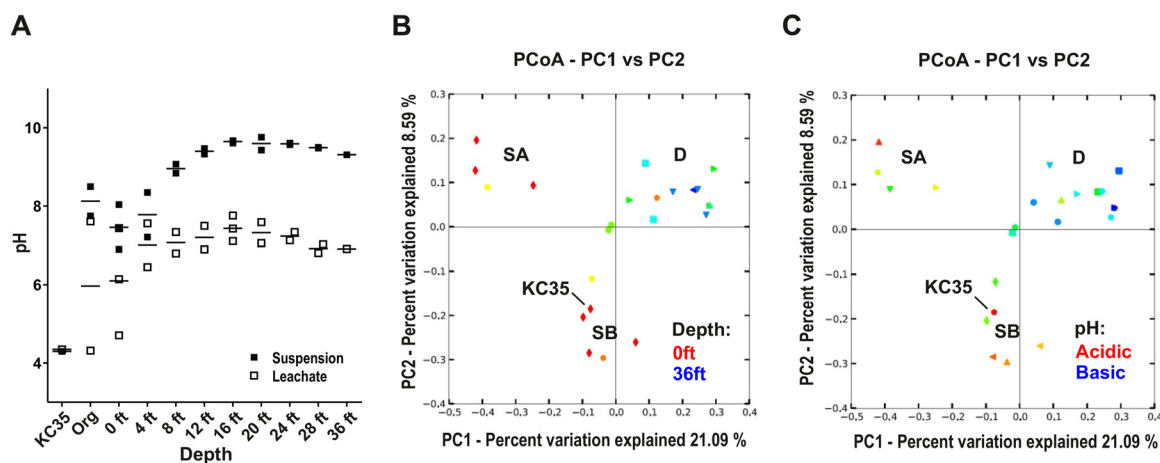 A
pH
10
8
6
4
Suspension
Leachate
KC35
Org
0 ft
4 ft
8 ft
12 ft
16 ft
20 ft
24 ft
28 ft
36 ft
Depth
B
PCoA - PC1 vs PC2
PC2 - Percent variation explained 8.59 %
0.3
0.2
0.1
0.0
−0.1
−0.2
−0.3
−0.4
SA
D
KC35
SB
Depth:
0ft
36ft
−0.5
−0.4
−0.3
−0.2
−0.1
0.0
0.1
0.2
0.3
0.4
PC1 - Percent variation explained 21.09 %
C
PCoA - PC1 vs PC2
PC2 - Percent variation explained 8.59 %
0.3
0.2
0.1
0.0
−0.1
−0.2
−0.3
−0.4
SA
D
KC35
SB
pH:
Acidic
Basic
−0.5
−0.4
−0.3
−0.2
−0.1
0.0
0.1
0.2
0.3
0.4
PC1 - Percent variation explained 21.09 %